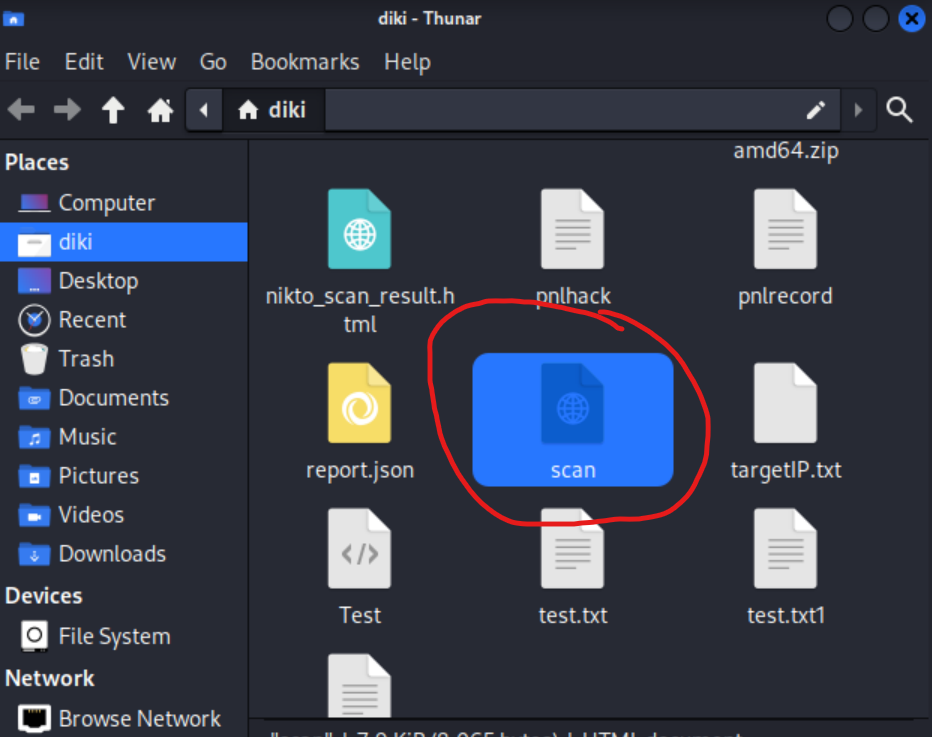 diki - Thunar
File Edit View Go Bookmarks Help
diki
Places
Computer
diki
Desktop
Recent
Trash
Documents
Music
Pictures
Videos
Downloads
Devices
File System
Network
Browse Network
amd64.zip
nikto_scan_result.h
tml
pnlhack
pnlrecord
report.json
scan
targetIP.txt
Test
test.txt
test.txt1